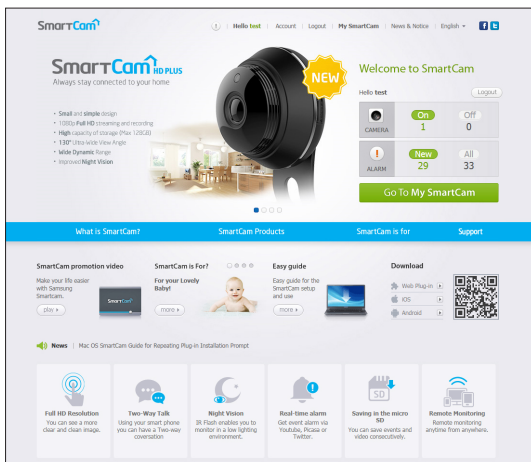 SmartCam
! | Hello test | Account | Logout | My SmartCam | News & Notice | English
SmartCam HD PLUS
Always stay connected to your home
Small and simple design
1080p Full HD streaming and recording
High capacity of storage (Max 128GB)
130° Ultra-wide View Angle
Wide Dynamic Range
Improved Night Vision
NEW
Welcome to SmartCam
Hello test
Logout
CAMERA
On
1
Off
0
ALARM
New
29
All
33
Go To My SmartCam
What is SmartCam?
SmartCam Products
SmartCam is for
Support
SmartCam promotion video
Make your life easier
with Samsung
Smartcam.
play
SmartCam
SmartCam is For?
For your Lovely
Baby!
more
Easy guide
Easy guide for the
SmartCam setup
and use
more
Download
Web Plug-in
iOS
Android
News | Mac OS SmartCam Guide for Repeating Plug-in Installation Prompt
Full HD Resolution
You can see a more
clear and clean image.
Two-Way Talk
Using your smart phone
you can have a Two-way
coversation
Night Vision
IR Flash enables you to
monitor in a low lighting
environment.
Real-time alarm
Get event alarm via
Youtube, Picasa or
Twitter.
SD
Saving in the micro
SD
You can save events and
video consecutively.
Remote Monitoring
Remote monitoring
anytime from anywhere.